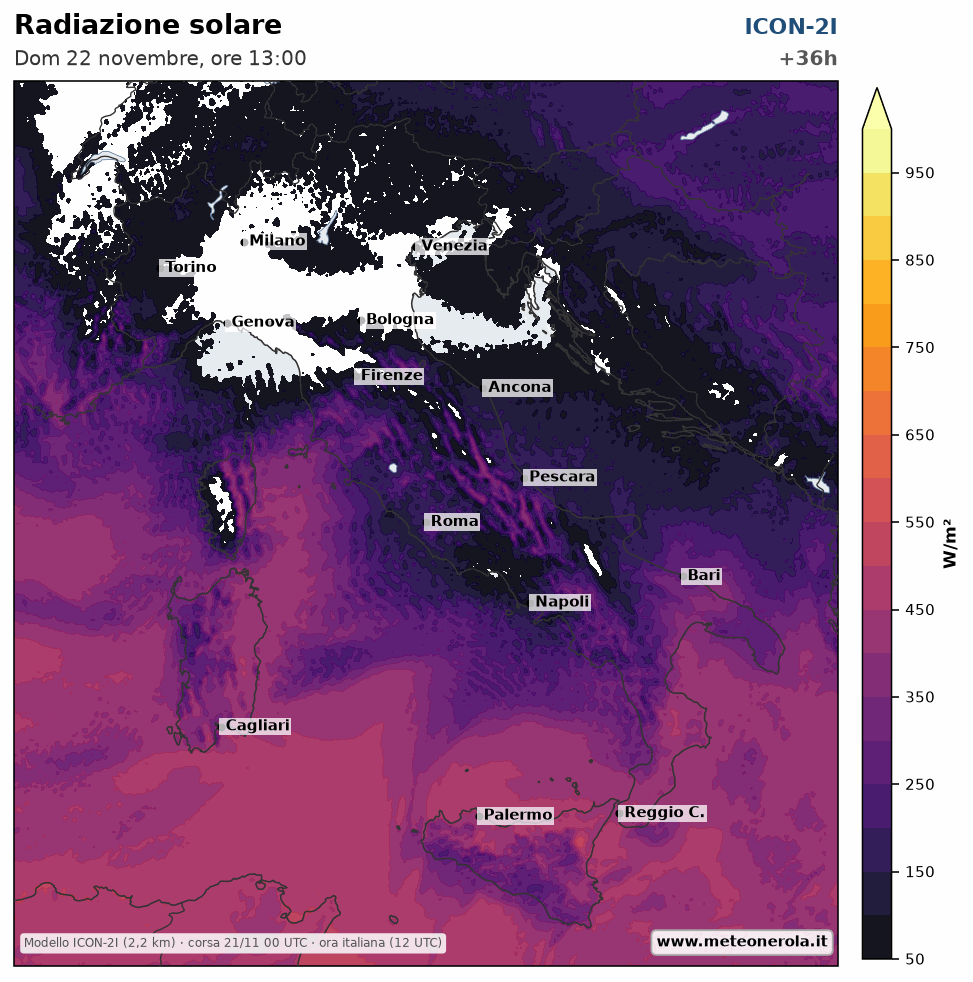 Radiazione solare
ICON-2I
Dom 22 novembre, ore 13:00
+36h
Milano
Venezia
Torino
Genova
Bologna
Firenze
Ancona
Pescara
Roma
Bari
Napoli
Cagliari
Palermo
Reggio C.
950
850
750
650
550
450
350
250
150
50
W/m²
Modello ICON-2I (2,2 km) · corsa 21/11 00 UTC · ora italiana (12 UTC)
www.meteonerola.it